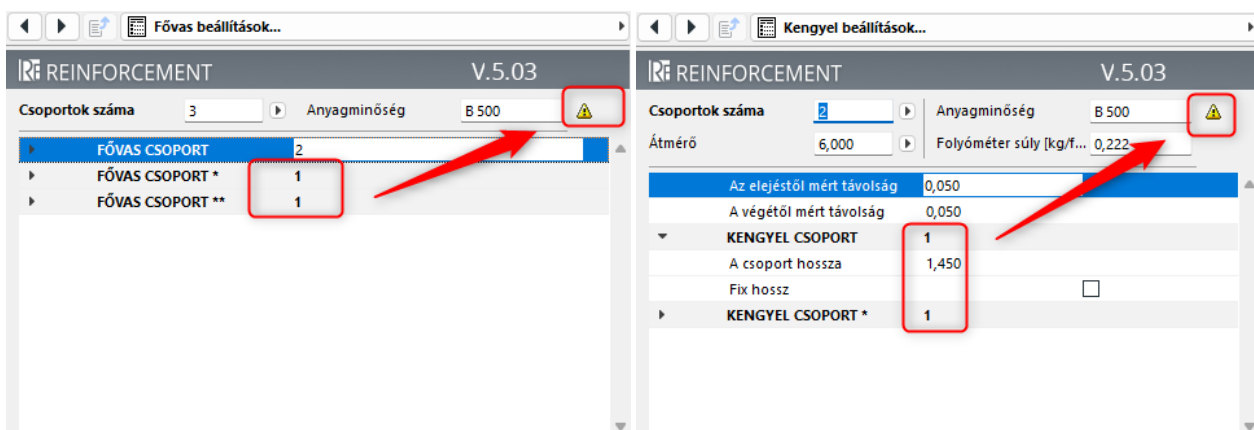 Fővas beállítások...
REINFORCEMENT V.5.03
Csoportok száma 3 Anyagminőség B 500
FŐVAS CSOPORT 2
FŐVAS CSOPORT * 1
FŐVAS CSOPORT ** 1
Kengyel beállítások...
REINFORCEMENT V.5.03
Csoportok száma 2 Anyagminőség B 500
Átmérő 6,000 Folyóméter súly [kg/f... 0,222
Az elejéstől mért távolság 0,050
A végétől mért távolság 0,050
KENGYEL CSOPORT 1
A csoport hossza 1,450
Fix hossz
KENGYEL CSOPORT * 1